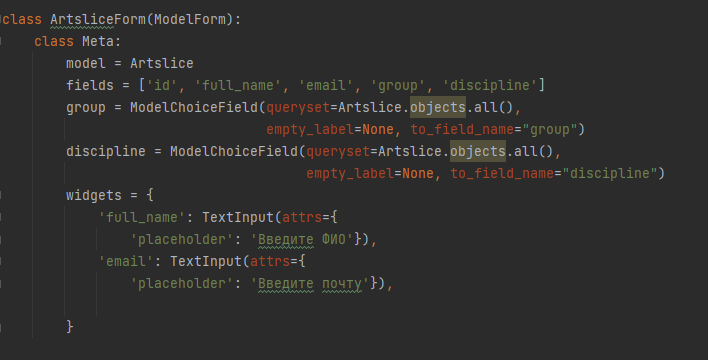 class ArtsliceForm(ModelForm):
    class Meta:
        model = Artslice
        fields = ['id', 'full_name', 'email', 'group', 'discipline']
        group = ModelChoiceField(queryset=Artslice.objects.all(),
                                 empty_label=None, to_field_name="group")
        discipline = ModelChoiceField(queryset=Artslice.objects.all(),
                                      empty_label=None, to_field_name="discipline")
        widgets = {
            'full_name': TextInput(attrs={
                'placeholder': 'Введите ФИО'}),
            'email': TextInput(attrs={
                'placeholder': 'Введите почту'}),
        }